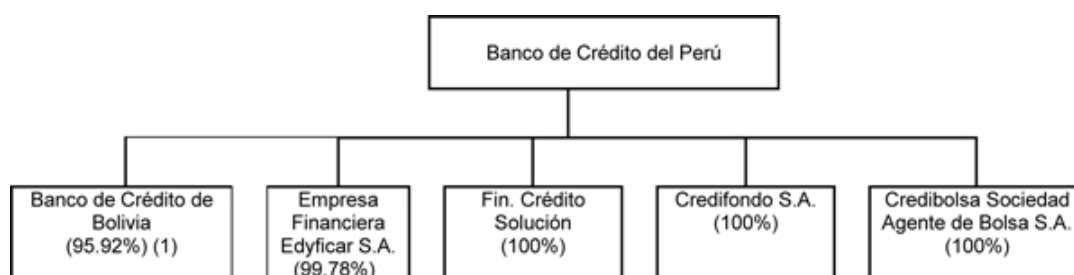 Banco de Crédito del Perú
Banco de Crédito de
Bolivia
(95.92%) (1)
Empresa
Financiera
Edyficar S.A.
(99.78%)
Fin. Crédito
Solución
(100%)
Credifondo S.A.
(100%)
Credibolsa Sociedad
Agente de Bolsa S.A.
(100%)